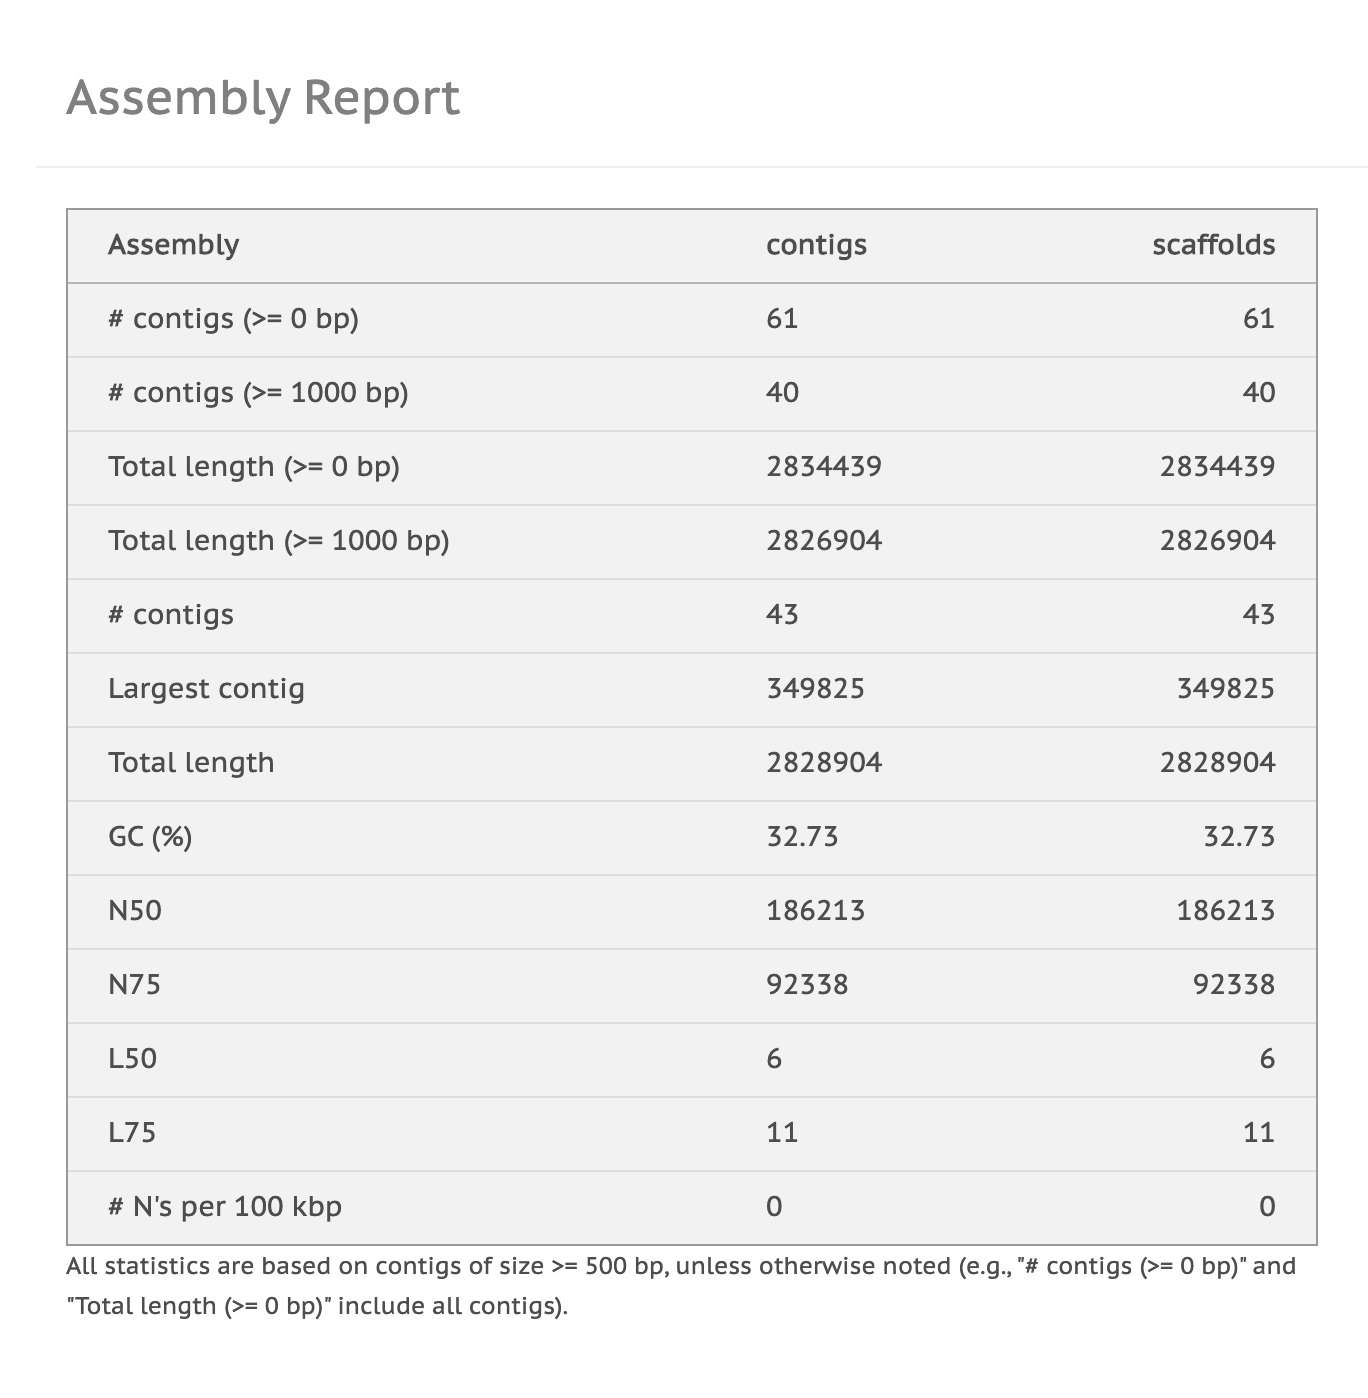 Assembly Report
Assembly contigs scaffolds
# contigs (>= 0 bp) 61 61
# contigs (>= 1000 bp) 40 40
Total length (>= 0 bp) 2834439 2834439
Total length (>= 1000 bp) 2826904 2826904
# contigs 43 43
Largest contig 349825 349825
Total length 2828904 2828904
GC (%) 32.73 32.73
N50 186213 186213
N75 92338 92338
L50 6 6
L75 11 11
# N's per 100 kbp 0 0
All statistics are based on contigs of size >= 500 bp, unless otherwise noted (e.g., "# contigs (>= 0 bp)" and
"Total length (>= 0 bp)" include all contigs).